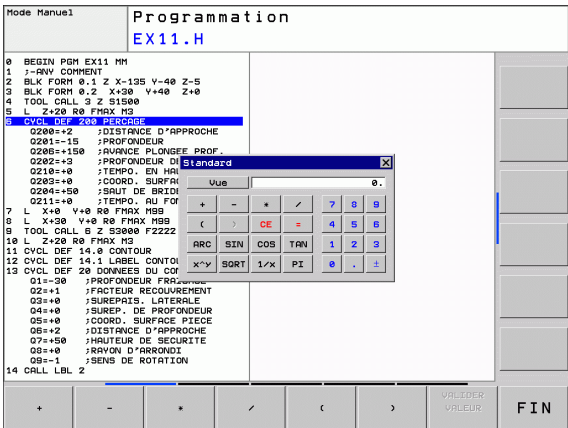 Mode Manuel
Programmation
EX11.H
0 BEGIN PGM EX11 MM
1 ;-ANY COMMENT
2 BLK FORM 0.1 Z X-135 Y-40 Z-5
3 BLK FORM 0.2 X+30 Y+40 Z+0
4 TOOL CALL 3 Z S1500
5 L Z+20 R0 FMAX M3
6 CYCL DEF 200 PERCAGE
Q200=+2 ;DISTANCE D'APPROCHE
Q201=-15 ;PROFONDEUR
Q206=+150 ;AVANCE PLONGEE PROF.
Q202=+3 ;PROFONDEUR DE
Q210=+0 ;TEMPO. EN HA
Q203=+0 ;COORD. SURFA
Q204=+50 ;SAUT DE BRIDE
Q211=+0 ;TEMPO. AU FO
7 L X+0 Y+0 R0 FMAX M99
8 L X+30 Y+0 R0 FMAX M99
9 TOOL CALL 6 Z S3000 F2222
10 L Z+20 R0 FMAX M3
11 CYCL DEF 14.0 CONTOUR
12 CYCL DEF 14.1 LABEL CONTO
13 CYCL DEF 20 DONNEES DU CO
Q1=-30 ;PROFONDEUR FRAISAGE
Q2=+1 ;FACTEUR RECOUVREMENT
Q3=+0 ;SUREPAIS. LATERALE
Q4=+0 ;SUREP. DE PROFONDEUR
Q5=+0 ;COORD. SURFACE PIECE
Q6=+2 ;DISTANCE D'APPROCHE
Q7=+50 ;HAUTEUR DE SECURITE
Q8=+0 ;RAYON D'ARRONDI
Q9=-1 ;SENS DE ROTATION
14 CALL LBL 2
Standard
Vue 0.
+ - * / 7 8 9
( ) CE = 4 5 6
ARC SIN COS TAN 1 2 3
X^Y SQRT 1/X PI 0 . ±
+ - * / ( ) VALIDER VALEUR FIN